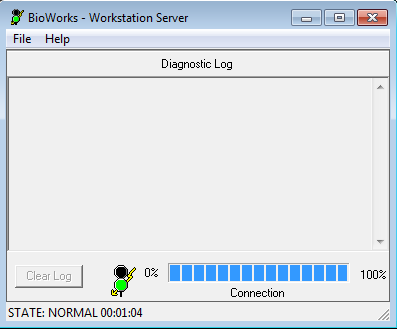 BioWorks - Workstation Server
File Help
Diagnostic Log
Clear Log
0%
100%
Connection
STATE: NORMAL 00:01:04